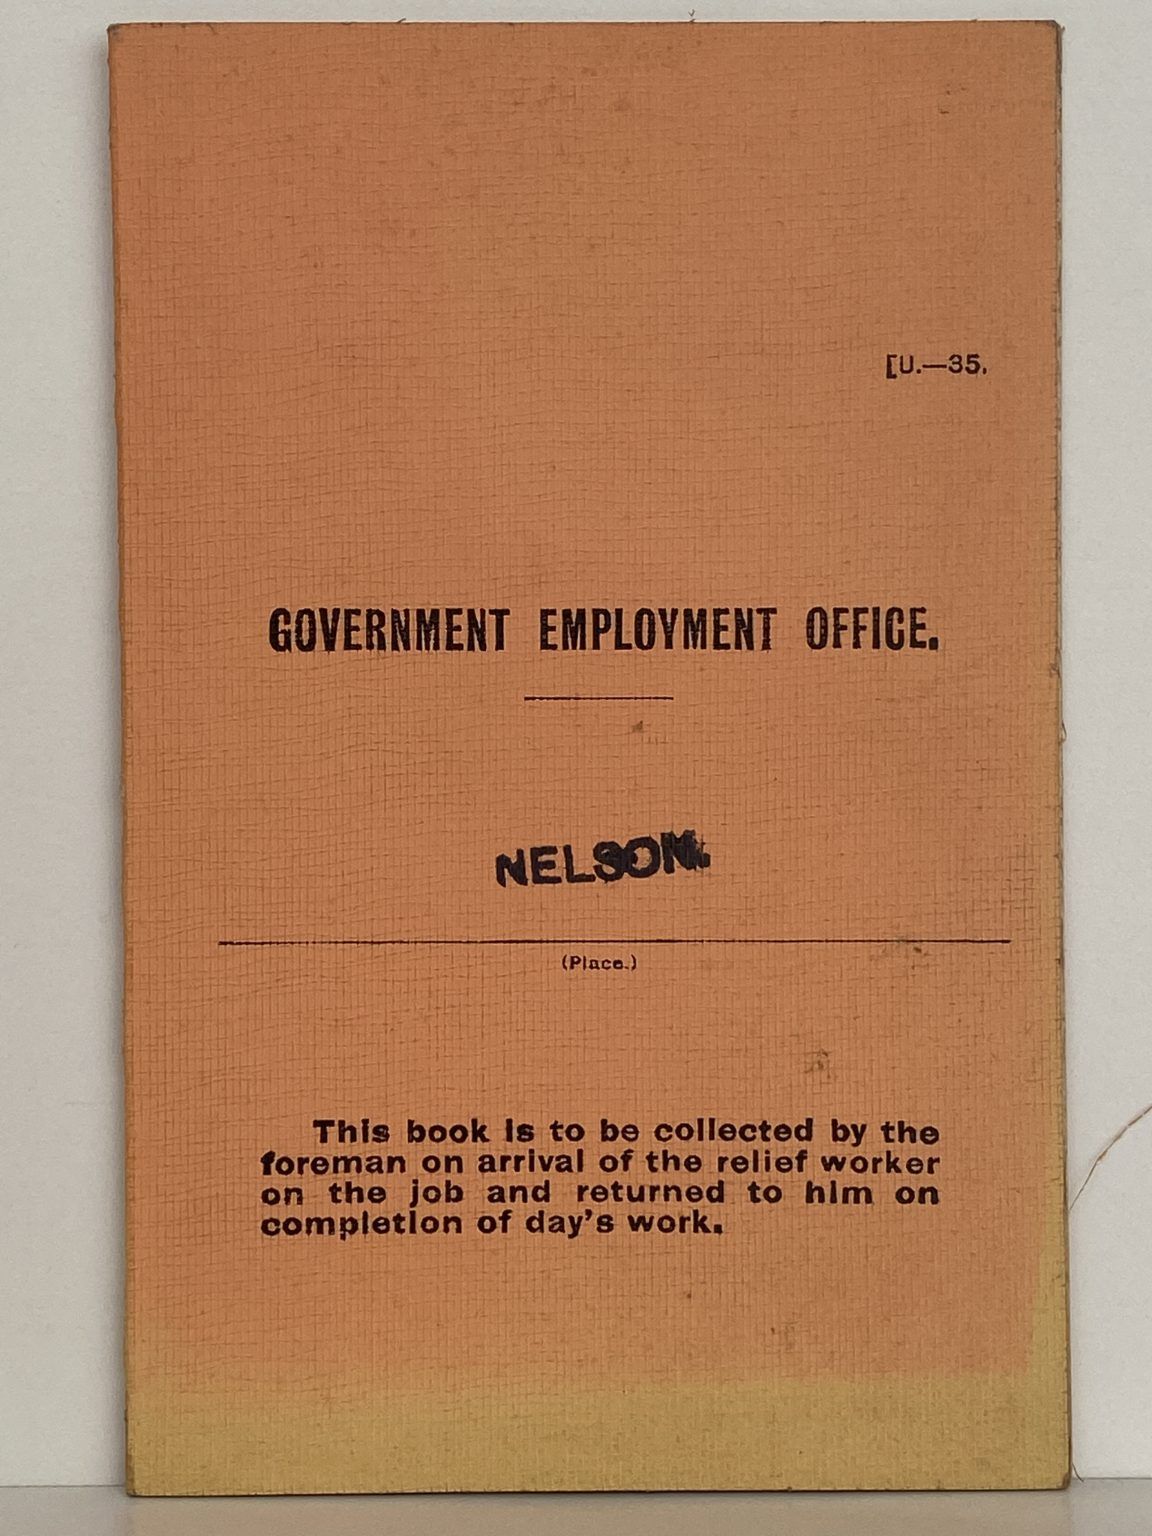 [U.—35.
GOVERNMENT EMPLOYMENT OFFICE.
NELSON.
(Place.)
This book is to be collected by the
foreman on arrival of the relief worker
on the job and returned to him on
completion of day's work.